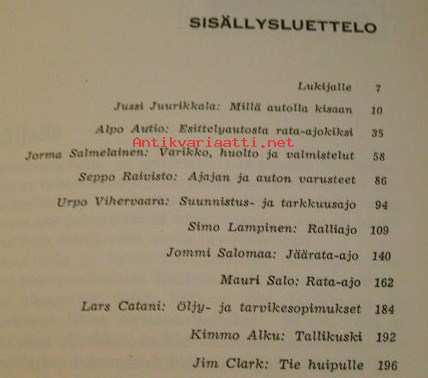 SISÄLLYSLUETTELO
Lukijalle 7
Jussi Juurikkala: Millä autolla kisaan 10
Alpo Autio: Esittelyautosta rata-ajokiksi 35
Antikvariaatti.net
Jorma Salmelainen: Varikko, huolto ja valmistelut 58
Seppo Raivisto: Ajajan ja auton varusteet 86
Urpo Vihervaara: Suunnistus- ja tarkkuusajo 94
Simo Lampinen: Ralliajo 109
Jommi Salomaa: Jäärata-ajo 140
Mauri Salo: Rata-ajo 162
Lars Catani: Öljy- ja tarvikesopimukset 184
Kimmo Alku: Tallikuski 192
Jim Clark: Tie huipulle 196